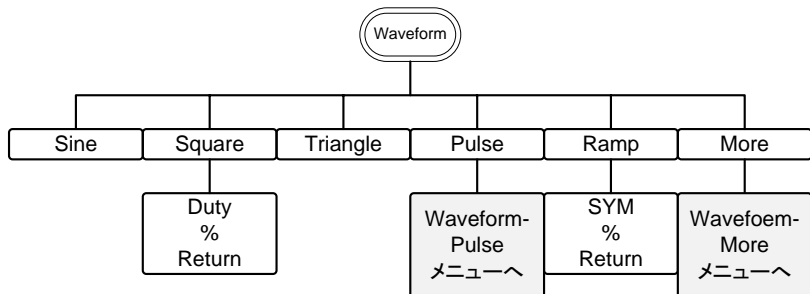 Waveform
Sine
Square
Triangle
Pulse
Ramp
More
Duty
%
Return
Waveform-
Pulse
メニューへ
SYM
%
Return
Wavefoem-
More
メニューへ